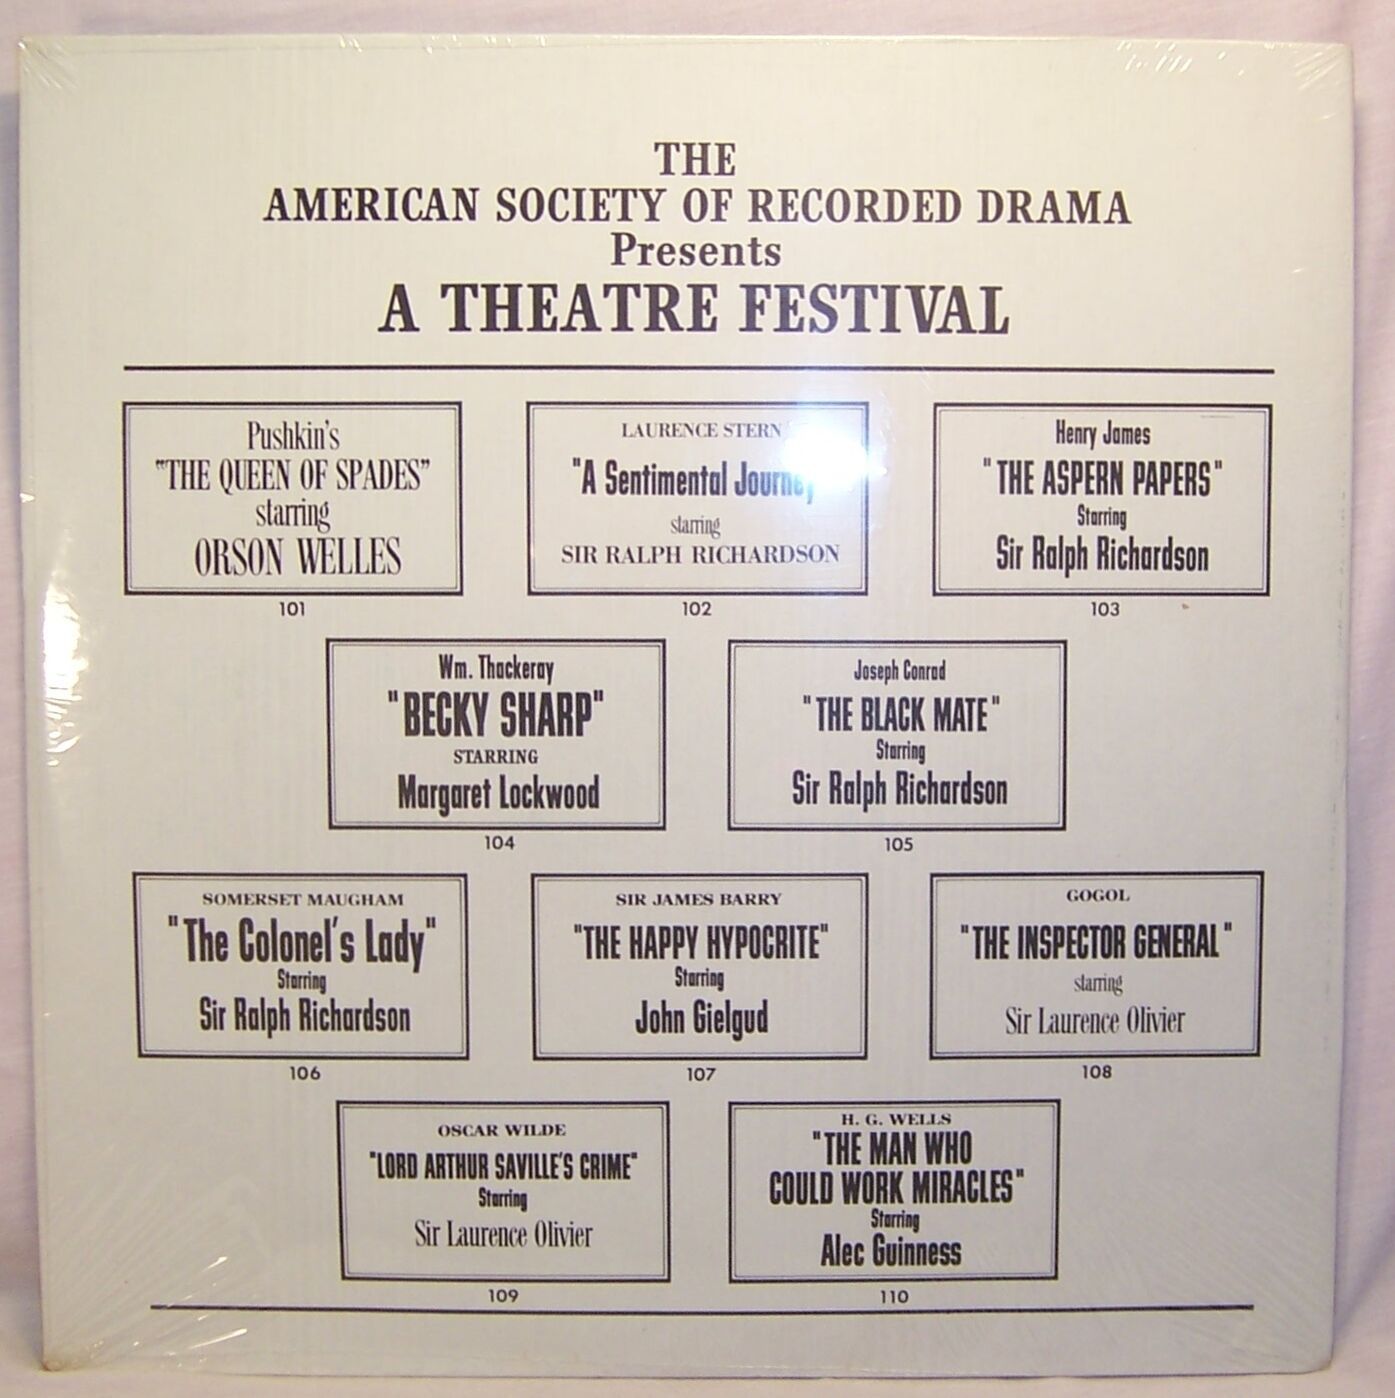 THE
AMERICAN SOCIETY OF RECORDED DRAMA
Presents
A THEATRE FESTIVAL
Pushkin's
"THE QUEEN OF SPADES"
starring
ORSON WELLES
101
LAURENCE STERN
"A Sentimental Journey
starring
SIR RALPH RICHARDSON
102
Henry James
"THE ASPERN PAPERS"
Starring
Sir Ralph Richardson
103
Wm. Thackeray
"BECKY SHARP"
STARRING
Margaret Lockwood
104
Joseph Conrad
"THE BLACK MATE"
Starring
Sir Ralph Richardson
105
SOMERSET MAUGHAM
"The Colonel's Lady"
Starring
Sir Ralph Richardson
106
SIR JAMES BARRY
"THE HAPPY HYPOCRITE"
Starring
John Gielgud
107
GOGOL
"THE INSPECTOR GENERAL"
starring
Sir Laurence Olivier
108
OSCAR WILDE
"LORD ARTHUR SAVILLE'S CRIME"
Starring
Sir Laurence Olivier
109
H. G. WELLS
"THE MAN WHO
COULD WORK MIRACLES"
Starring
Alec Guinness
110